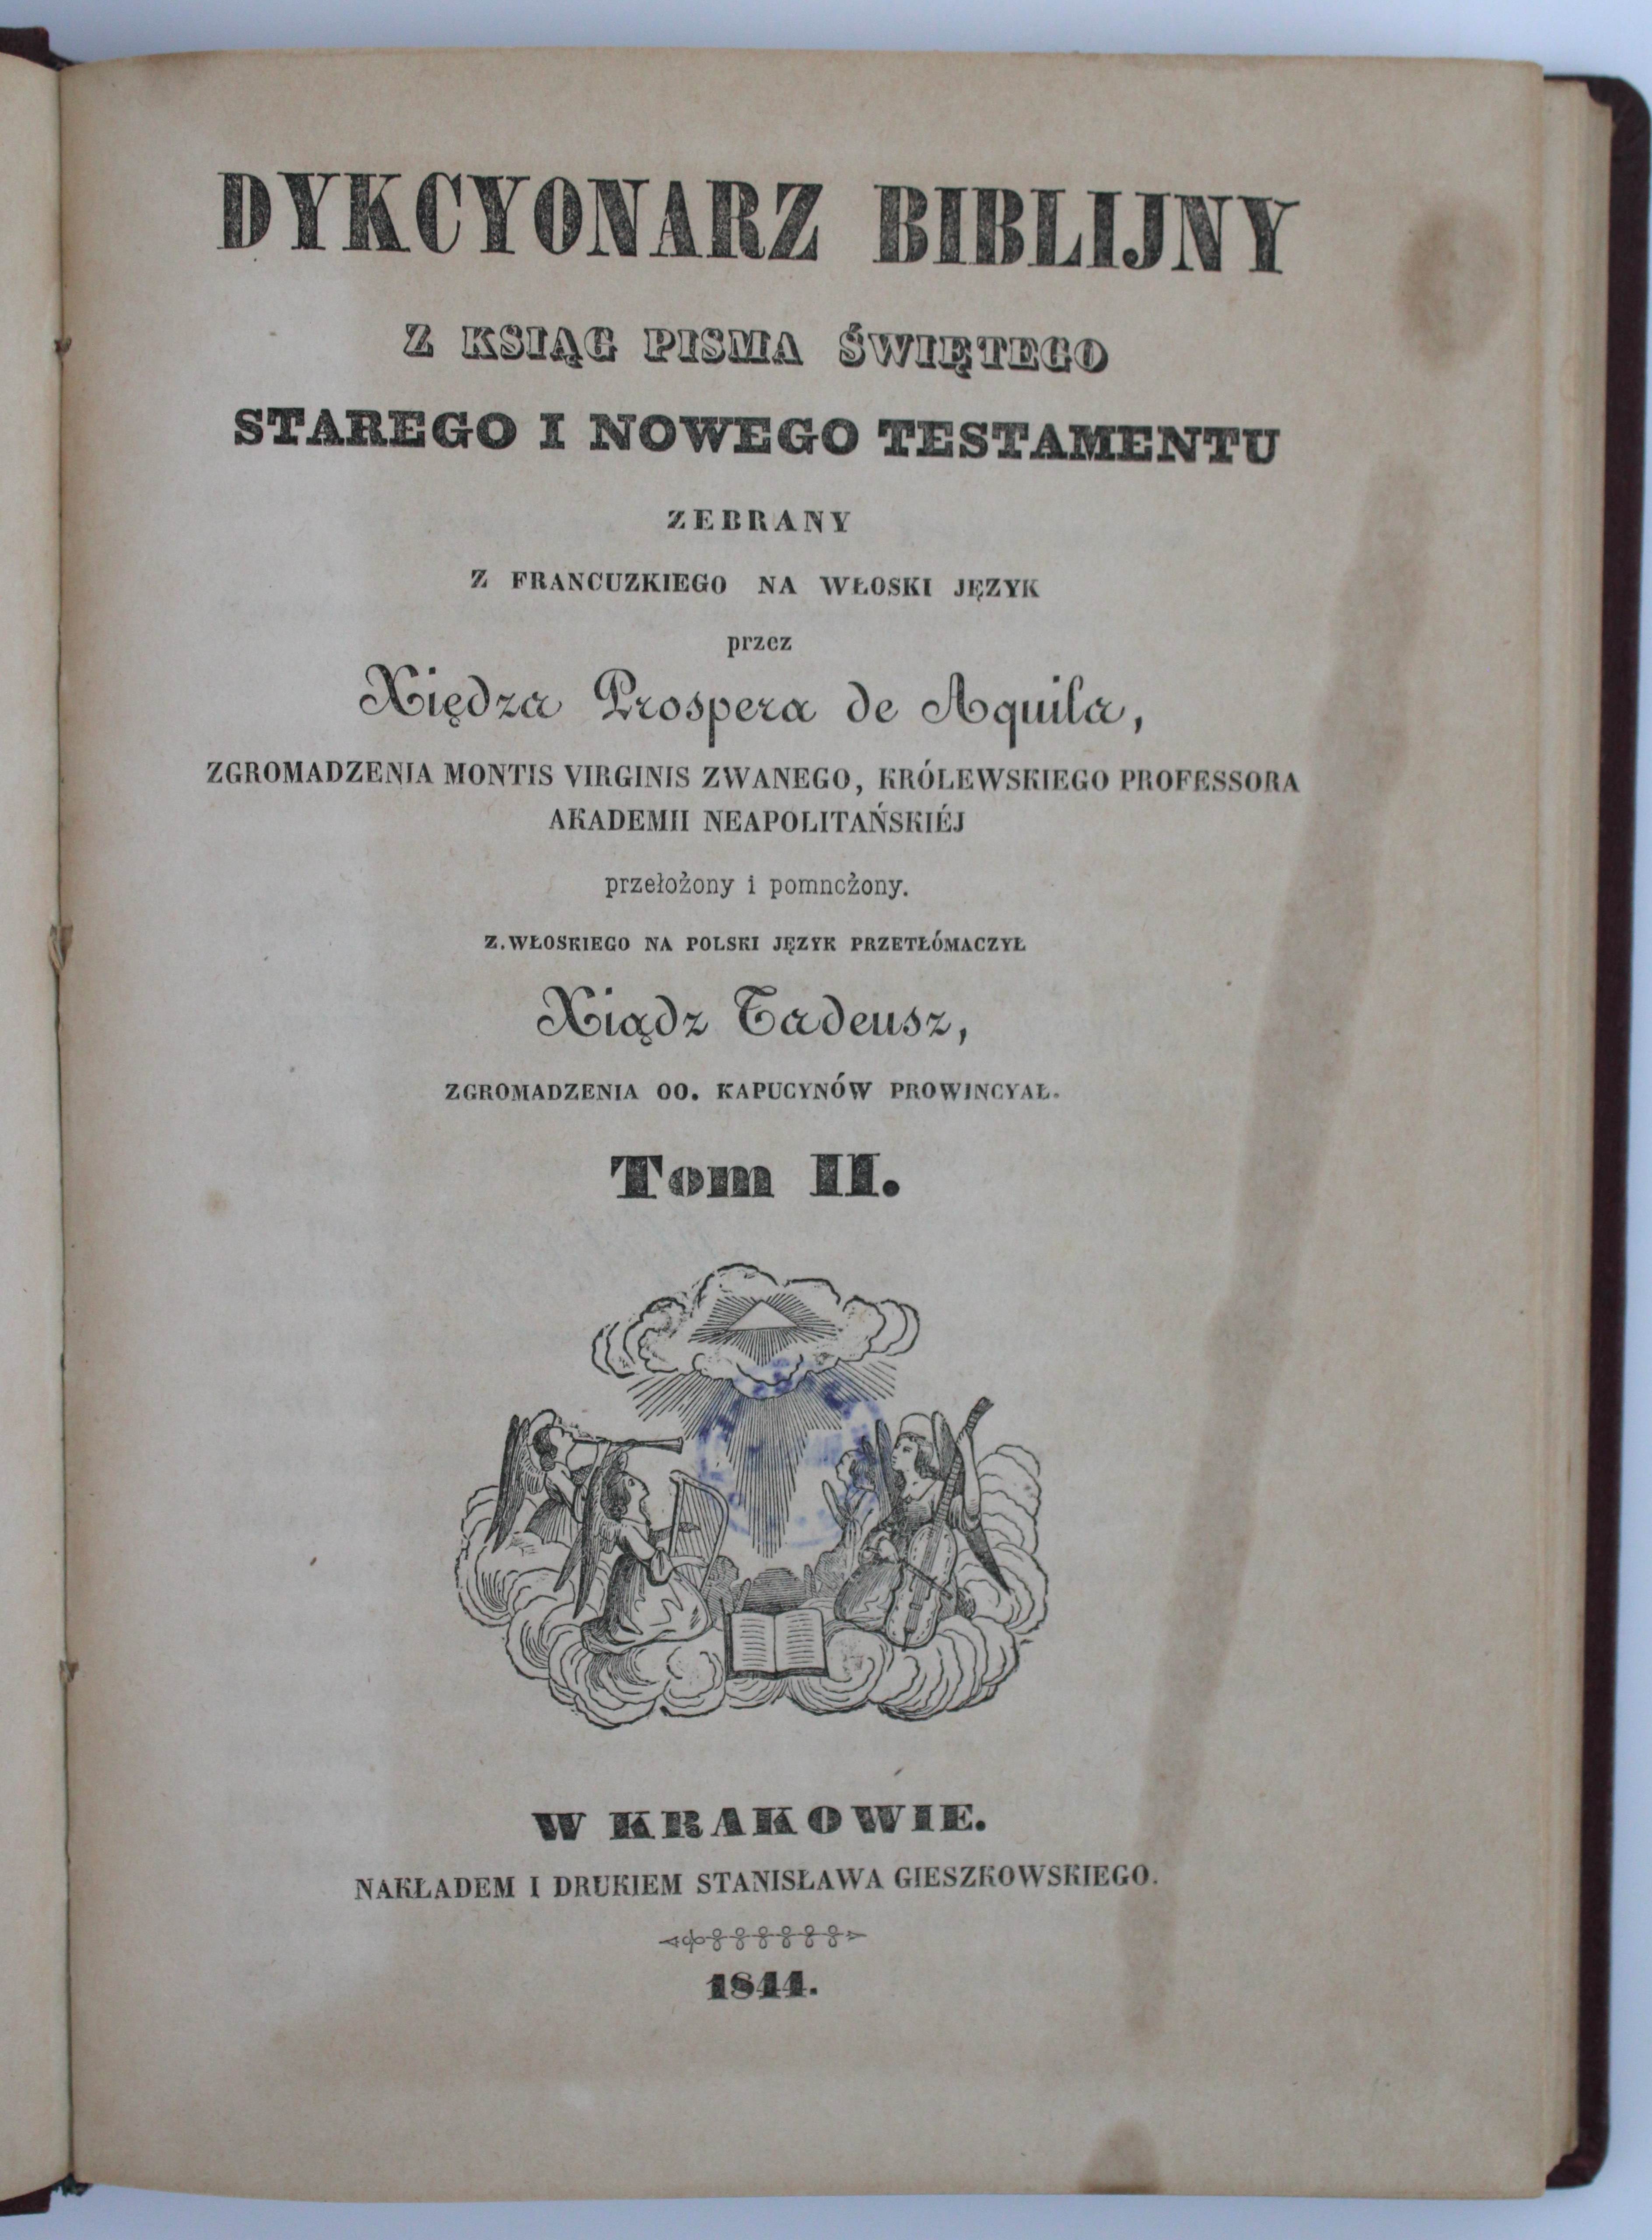 DYKCYONARZ BIBLIJNY
Z KSIĄG PISMA ŚWIĘTEGO
STAREGO I NOWEGO TESTAMENTU
ZEBRANY
Z FRANCUZKIEGO NA WŁOSKI JĘZYK
przez
Xiędza Prospera de Aquila,
ZGROMADZENIA MONTIS VIRGINIS ZWANEGO, KRÓLEWSKIEGO PROFESSORA
AKADEMII NEAPOLITAŃSKIÉJ
przełożony i pomnożony.
Z.WŁOSKIEGO NA POLSKI JĘZYK PRZETŁÓMACZYŁ
Xiądz Tadeusz,
ZGROMADZENIA OO. KAPUCYNÓW PROWINCYAŁ.
Tom II.
W KRAKOWIE.
NAKŁADEM I DRUKIEM STANISŁAWA GIESZKOWSKIEGO.
1844.